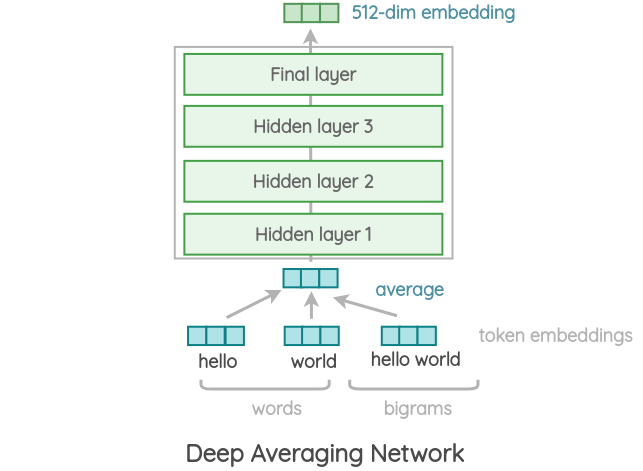 512-dim embedding
Final layer
Hidden layer 3
Hidden layer 2
Hidden layer 1
average
token embeddings
hello
world
hello world
words
bigrams
Deep Averaging Network